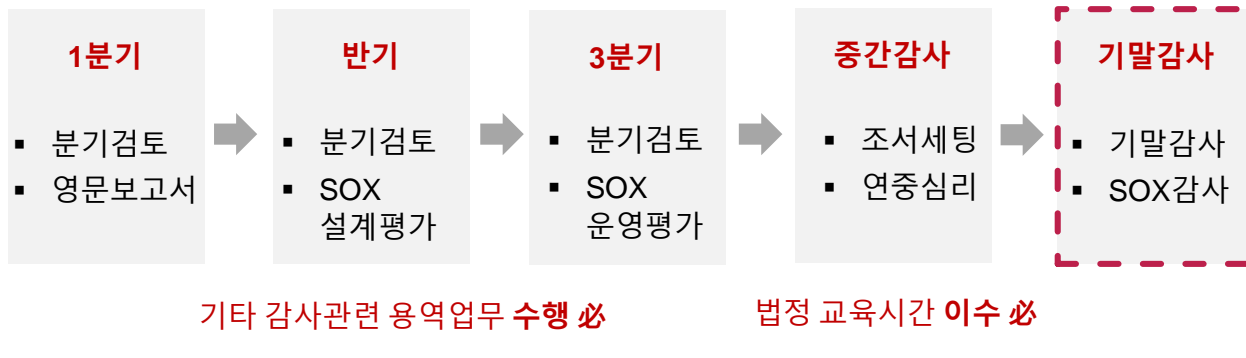 1분기
▪ 분기검토
▪ 영문보고서
반기
▪ 분기검토
▪ SOX
설계평가
3분기
▪ 분기검토
▪ SOX
운영평가
중간감사
▪ 조서세팅
▪ 연중심리
기말감사
▪ 기말감사
▪ SOX감사
기타 감사관련 용역업무 수행 必
법정 교육시간 이수 必